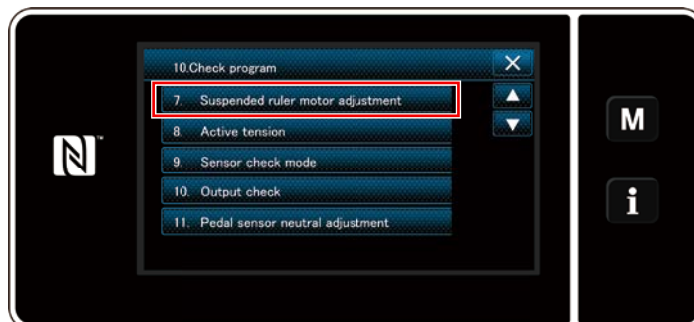 10.Check program
7. Suspended ruler motor adjustment
8. Active tension
9. Sensor check mode
10. Output check
11. Pedal sensor neutral adjustment
M
i